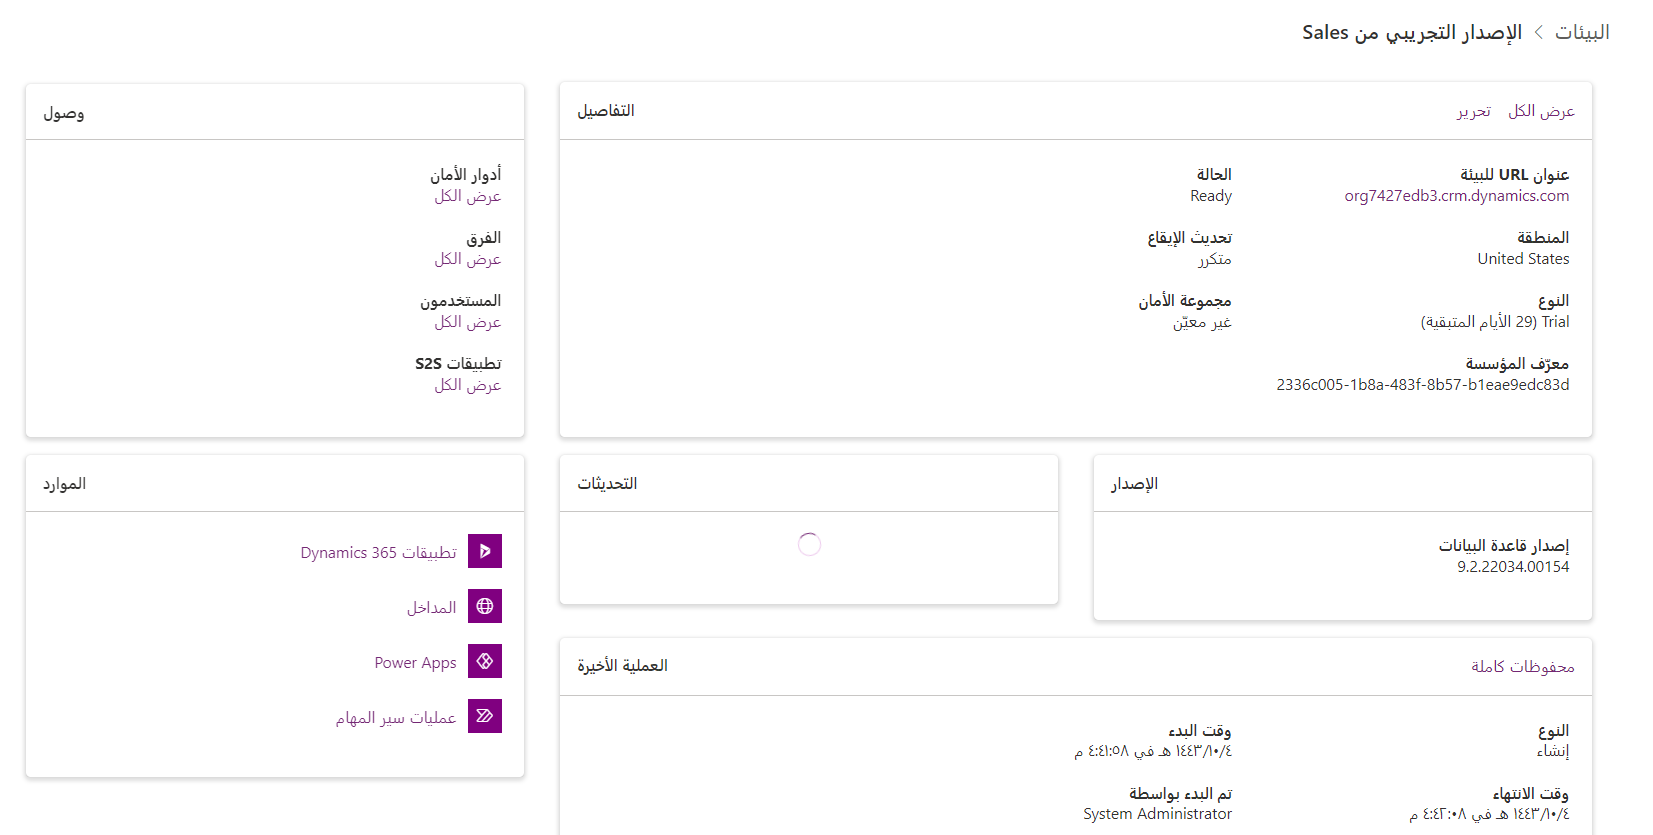 البيئات > الإصدار التجريبي من Sales
التفاصيل
عرض الكل
تحرير
عنوان URL للبيئة
org7427edb3.crm.dynamics.com
الحالة
Ready
المنطقة
United States
تحديث الإيقاع
متكرر
النوع
Trial (29 الأيام المتبقية)
مجموعة الأمان
غير معيّن
معرّف المؤسسة
2336c005-1b8a-483f-8b57-b1eae9edc83d
وصول
أدوار الأمان
عرض الكل
الفرق
عرض الكل
المستخدمون
عرض الكل
تطبيقات S2S
عرض الكل
الإصدار
إصدار قاعدة البيانات
9.2.22034.00154
التحديثات
الموارد
تطبيقات Dynamics 365
المداخل
Power Apps
عمليات سير المهام
العملية الأخيرة
محفوظات كاملة
النوع
إنشاء
وقت البدء
١٤٤٣/١٠/٤ هـ في ٤:٤١:٥٨ م
وقت الانتهاء
١٤٤٣/١٠/٤ هـ في ٤:٤٢:٠٨ م
تم البدء بواسطة
System Administrator